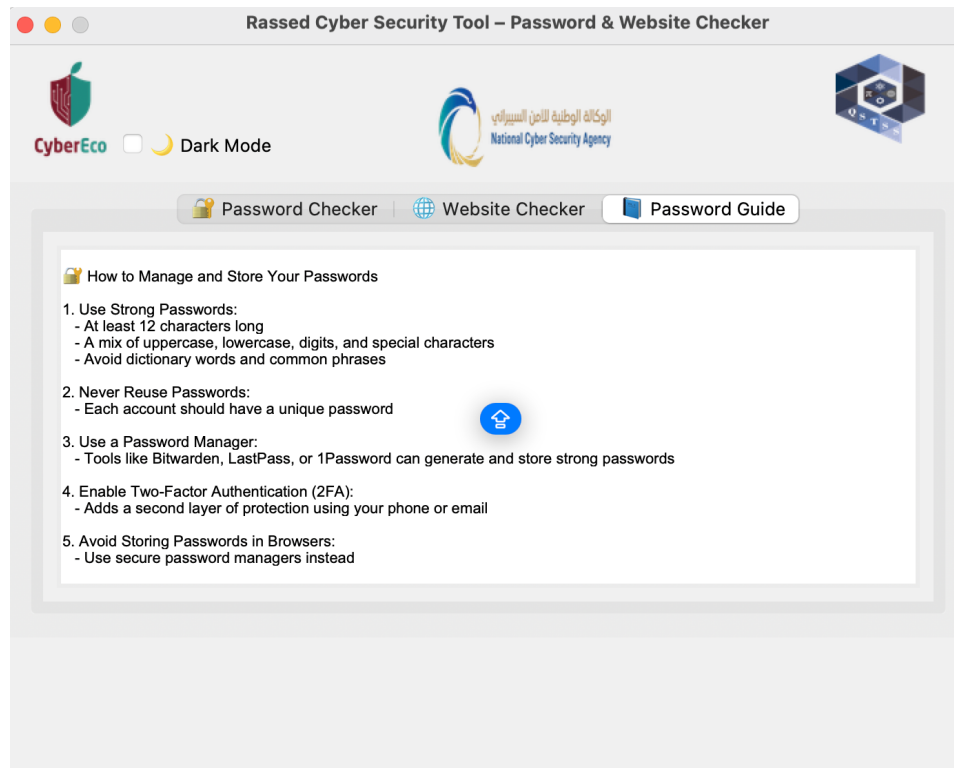 Rassed Cyber Security Tool – Password & Website Checker
CyberEco
🌙 Dark Mode
الوكالة الوطنية للأمن السيبراني
National Cyber Security Agency
QSTSS
🔐 Password Checker
🌐 Website Checker
📘 Password Guide
🔐 How to Manage and Store Your Passwords
1. Use Strong Passwords:
- At least 12 characters long
- A mix of uppercase, lowercase, digits, and special characters
- Avoid dictionary words and common phrases
2. Never Reuse Passwords:
- Each account should have a unique password
3. Use a Password Manager:
- Tools like Bitwarden, LastPass, or 1Password can generate and store strong passwords
4. Enable Two-Factor Authentication (2FA):
- Adds a second layer of protection using your phone or email
5. Avoid Storing Passwords in Browsers:
- Use secure password managers instead